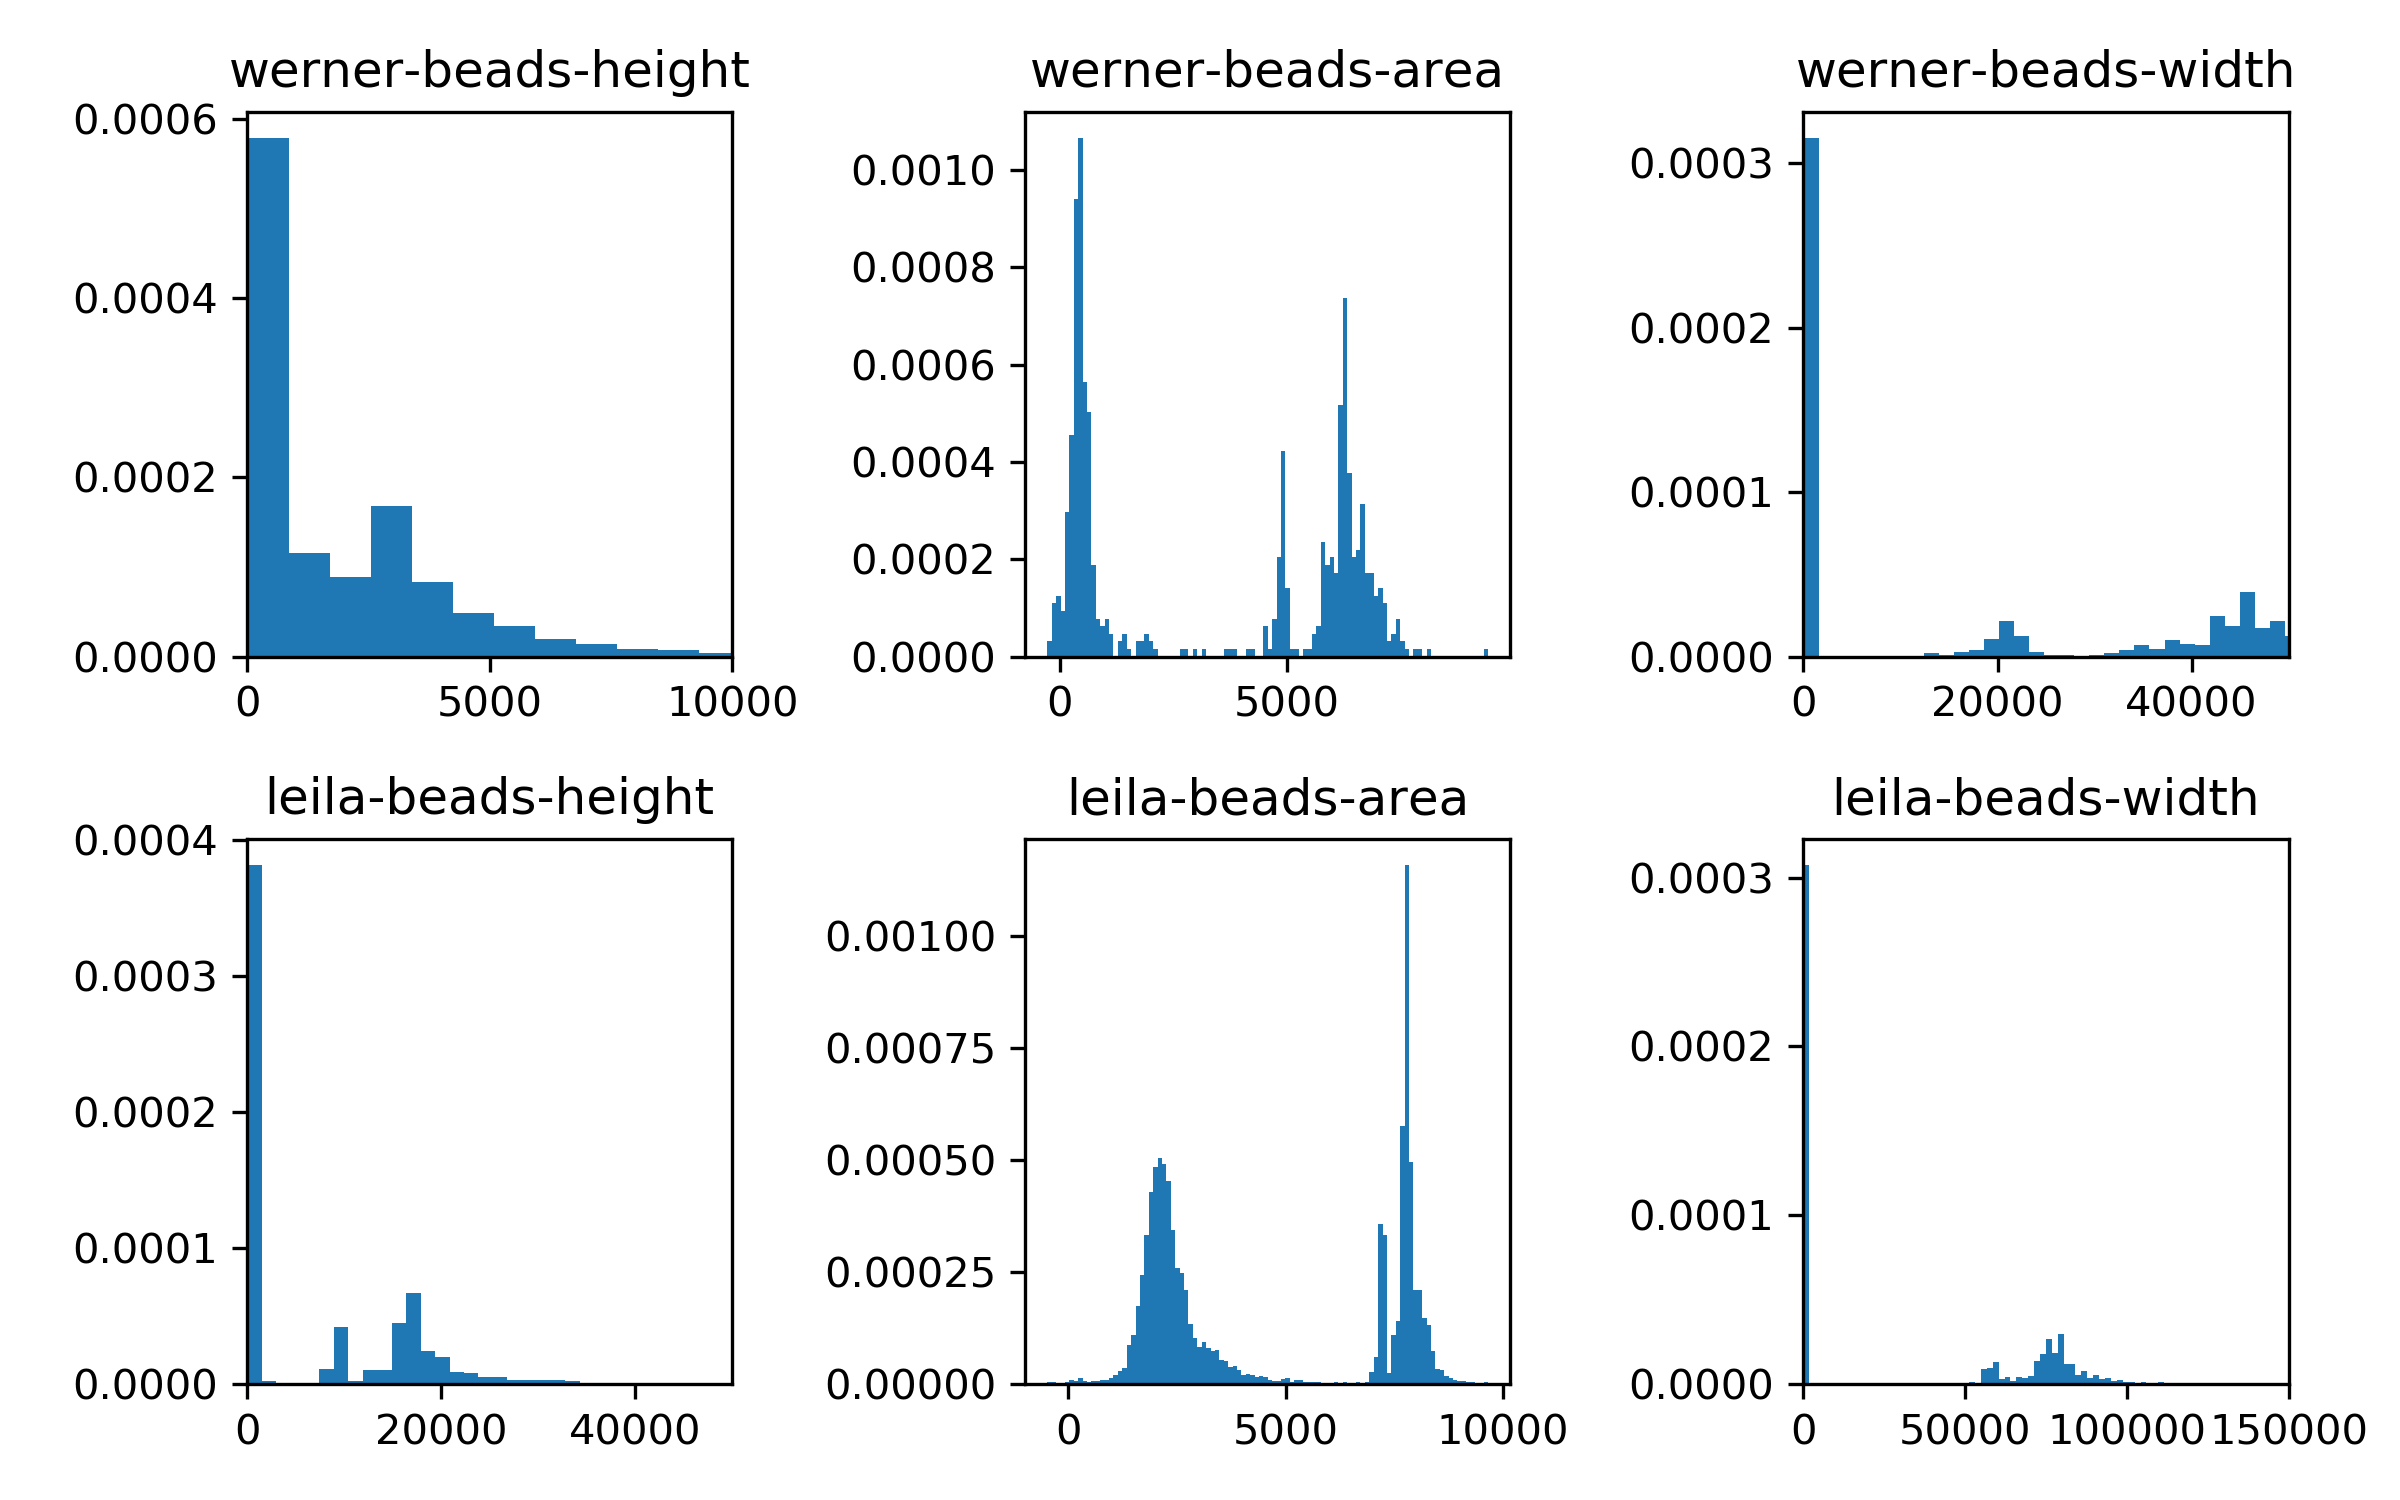 werner-beads-height
0.0006
0.0004
0.0002
0.0000
0 5000 10000
werner-beads-area
0.0010
0.0008
0.0006
0.0004
0.0002
0.0000
0 5000
werner-beads-width
0.0003
0.0002
0.0001
0.0000
0 20000 40000
leila-beads-height
0.0004
0.0003
0.0002
0.0001
0.0000
0 20000 40000
leila-beads-area
0.00100
0.00075
0.00050
0.00025
0.00000
0 5000 10000
leila-beads-width
0.0003
0.0002
0.0001
0.0000
0 50000 100000 150000